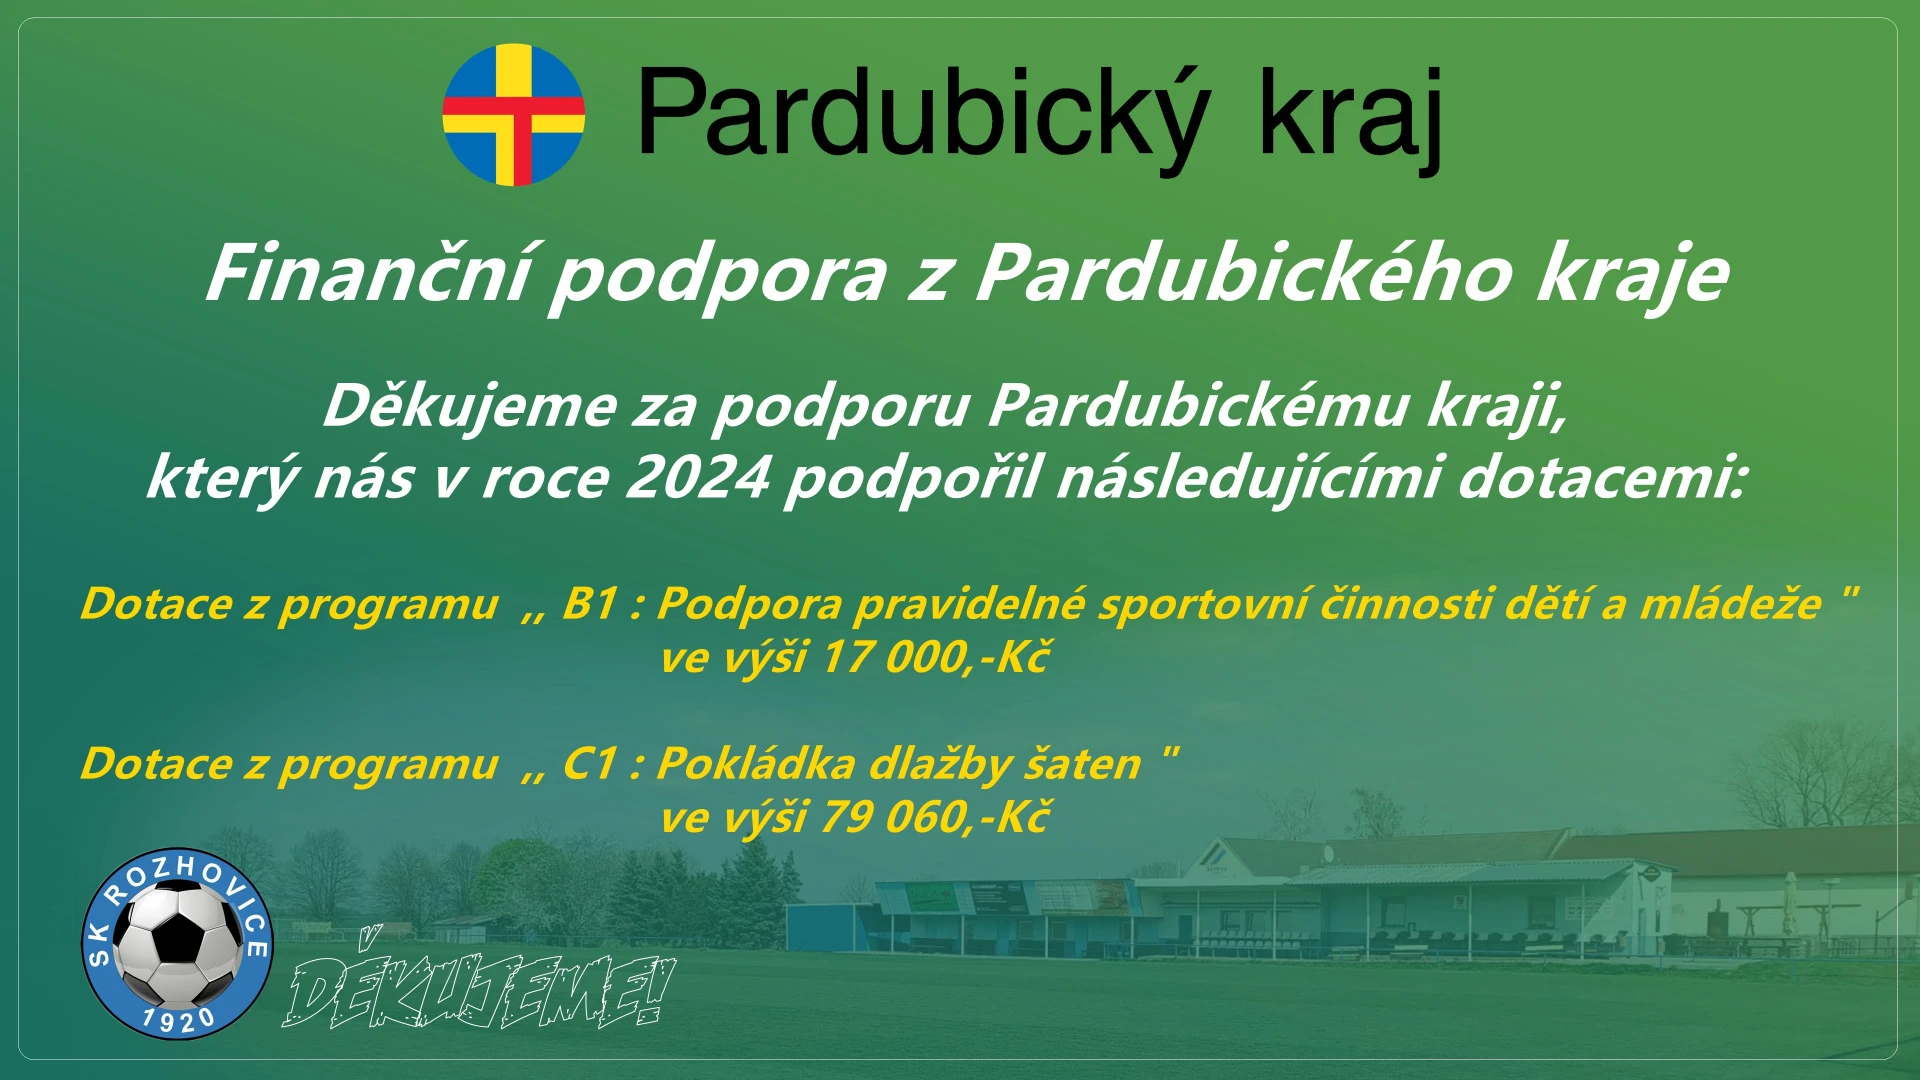 Pardubický kraj
Finanční podpora z Pardubického kraje
Děkujeme za podporu Pardubickému kraji,
který nás v roce 2024 podpořil následujícími dotacemi:
Dotace z programu ,, B1 : Podpora pravidelné sportovní činnosti dětí a mládeže "
ve výši 17 000,-Kč
Dotace z programu ,, C1 : Pokládka dlažby šaten "
ve výši 79 060,-Kč
SK ROZHOVICE
1920
DĚKUJEME!